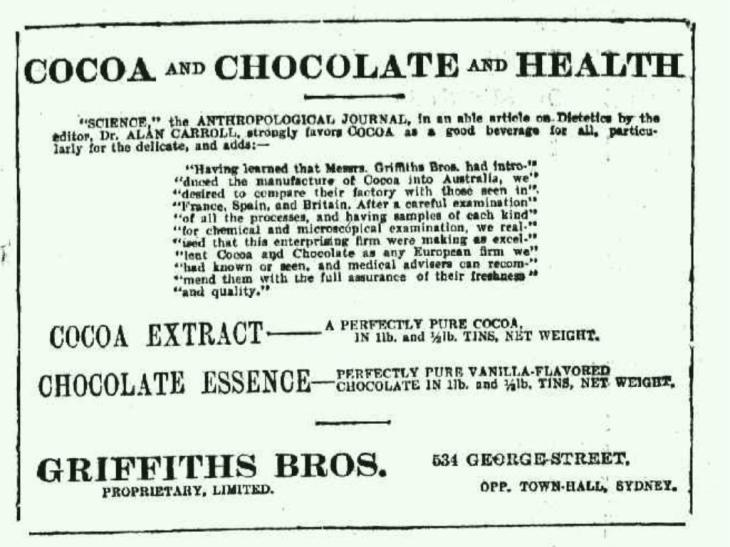 COCOA AND CHOCOLATE AND HEALTH
"SCIENCE," the ANTHROPOLOGICAL JOURNAL, in an able article on Dietetics by the
editor, Dr. ALAN CARROLL, strongly favors COCOA as a good beverage for all, particu-
larly for the delicate, and adds:—
"Having learned that Messrs. Griffiths Bros. had intro-"
"duced the manufacture of Cocoa into Australia, we"
"desired to compare their factory with those seen in"
"France, Spain, and Britain. After a careful examination"
"of all the processes, and having samples of each kind"
"for chemical and microscopical examination, we real-"
"ised that this enterprising firm were making as excel-"
"lent Cocoa and Chocolate as any European firm we"
"had known or seen, and medical advisers can recom-"
"mend them with the full assurance of their freshness"
"and quality."
COCOA EXTRACT—A PERFECTLY PURE COCOA,
IN 1lb. and ½lb. TINS, NET WEIGHT.
CHOCOLATE ESSENCE—PERFECTLY PURE VANILLA-FLAVORED
CHOCOLATE IN 1lb. and ½lb. TINS, NET WEIGHT.
GRIFFITHS BROS. 534 GEORGE-STREET,
PROPRIETARY, LIMITED. OPP. TOWN-HALL, SYDNEY.